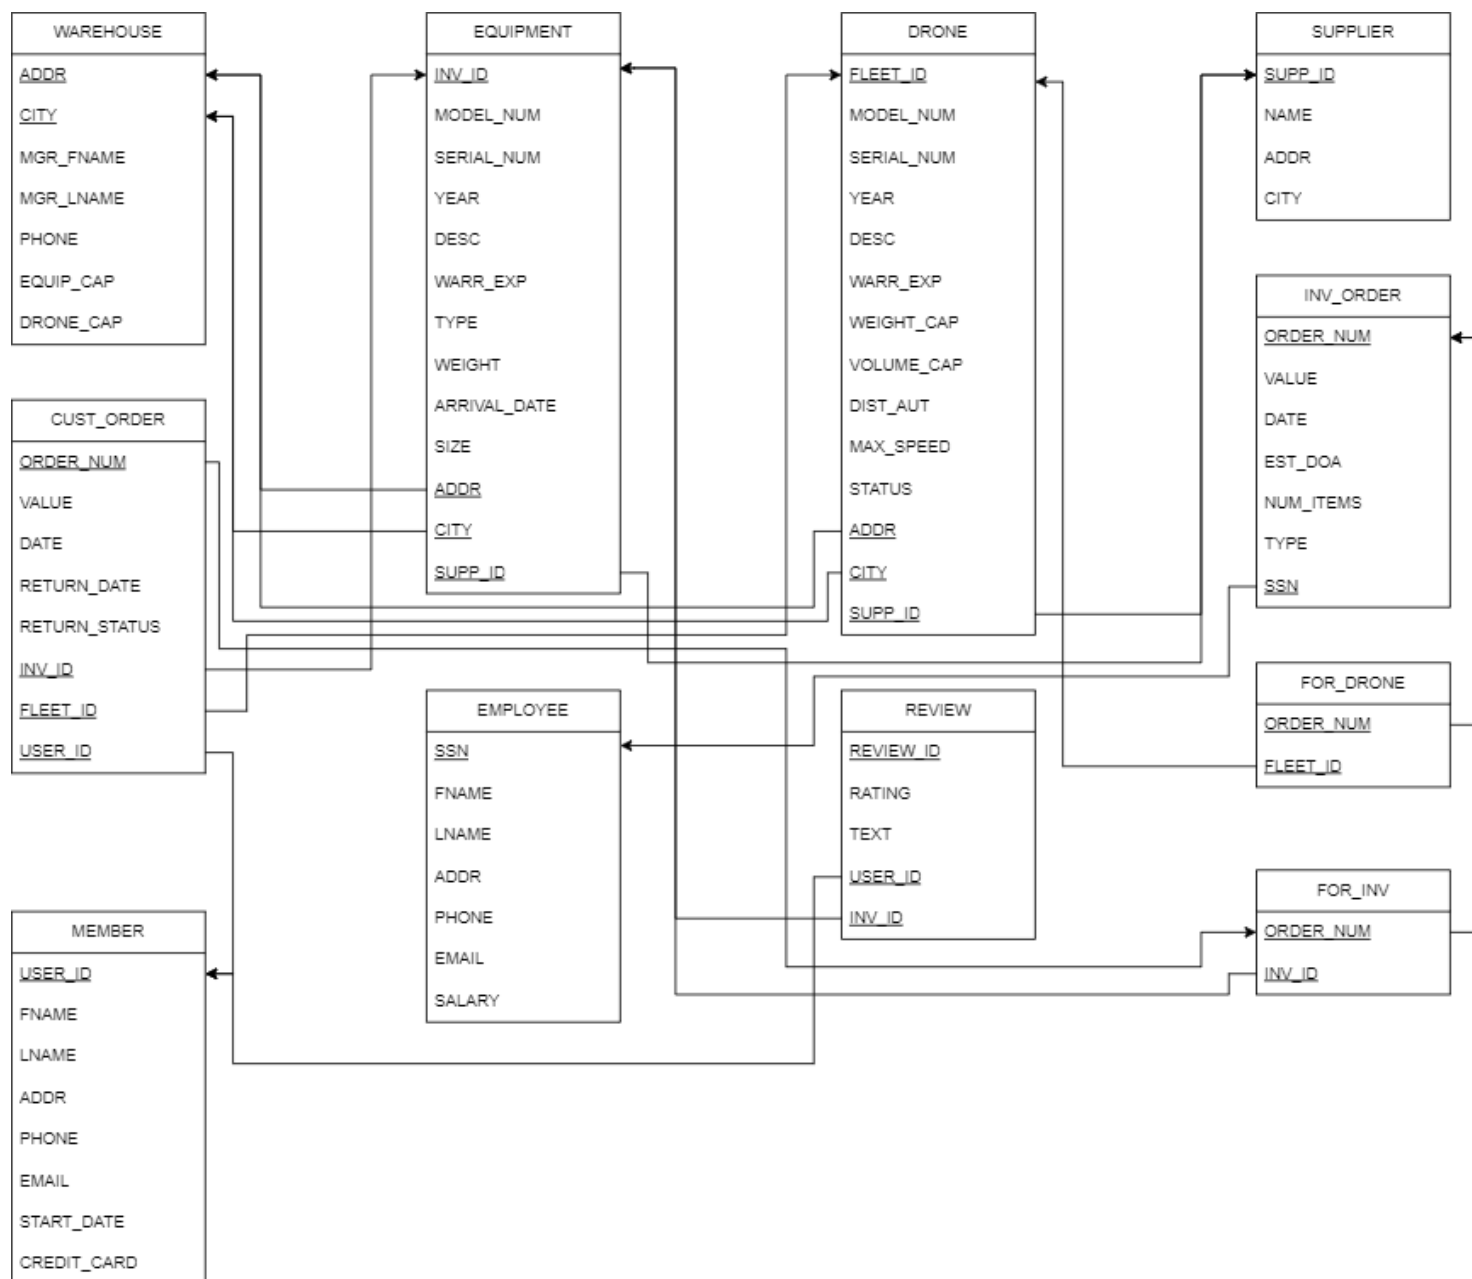 WAREHOUSE
ADDR
CITY
MGR_FNAME
MGR_LNAME
PHONE
EQUIP_CAP
DRONE_CAP
EQUIPMENT
INV_ID
MODEL_NUM
SERIAL_NUM
YEAR
DESC
WARR_EXP
TYPE
WEIGHT
ARRIVAL_DATE
SIZE
ADDR
CITY
SUPP_ID
DRONE
FLEET_ID
MODEL_NUM
SERIAL_NUM
YEAR
DESC
WARR_EXP
WEIGHT_CAP
VOLUME_CAP
DIST_AUT
MAX_SPEED
STATUS
ADDR
CITY
SUPP_ID
SUPPLIER
SUPP_ID
NAME
ADDR
CITY
INV_ORDER
ORDER_NUM
VALUE
DATE
EST_DOA
NUM_ITEMS
TYPE
SSN
CUST_ORDER
ORDER_NUM
VALUE
DATE
RETURN_DATE
RETURN_STATUS
INV_ID
FLEET_ID
USER_ID
EMPLOYEE
SSN
FNAME
LNAME
ADDR
PHONE
EMAIL
SALARY
REVIEW
REVIEW_ID
RATING
TEXT
USER_ID
INV_ID
FOR_DRONE
ORDER_NUM
FLEET_ID
FOR_INV
ORDER_NUM
INV_ID
MEMBER
USER_ID
FNAME
LNAME
ADDR
PHONE
EMAIL
START_DATE
CREDIT_CARD